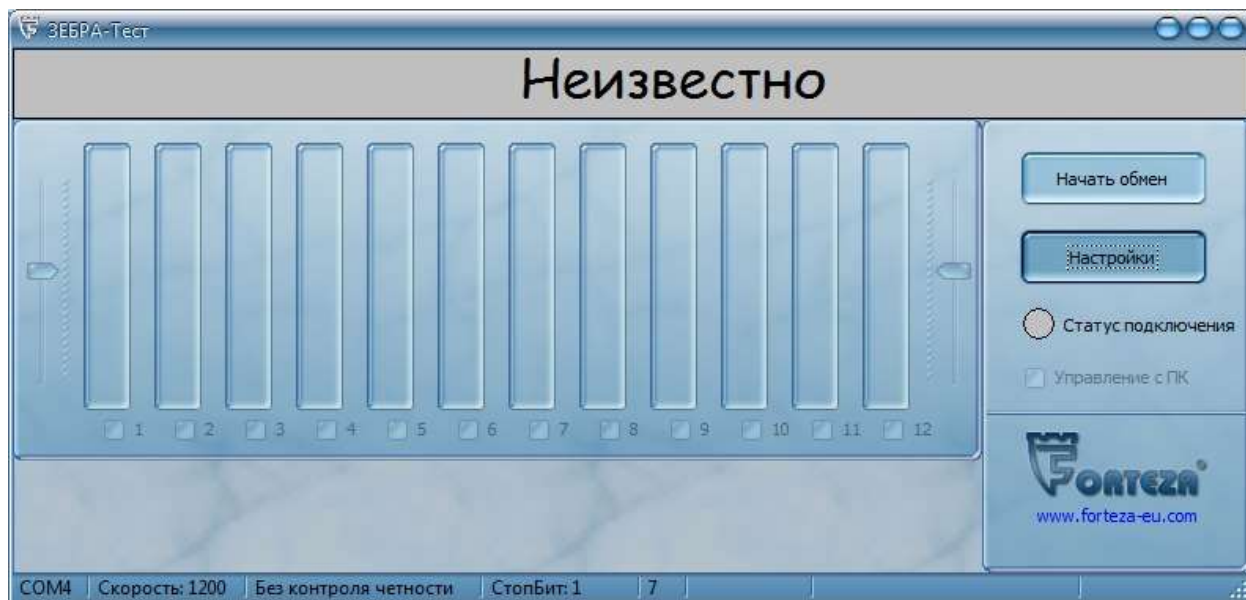 ЗЕБРА-Тест
Неизвестно
Начать обмен
Настройки
Статус подключения
Управление с ПК
1 2 3 4 5 6 7 8 9 10 11 12
FORTEZA®
www.forteza-eu.com
COM4 Скорость: 1200 Без контроля четности СтопБит: 1 7